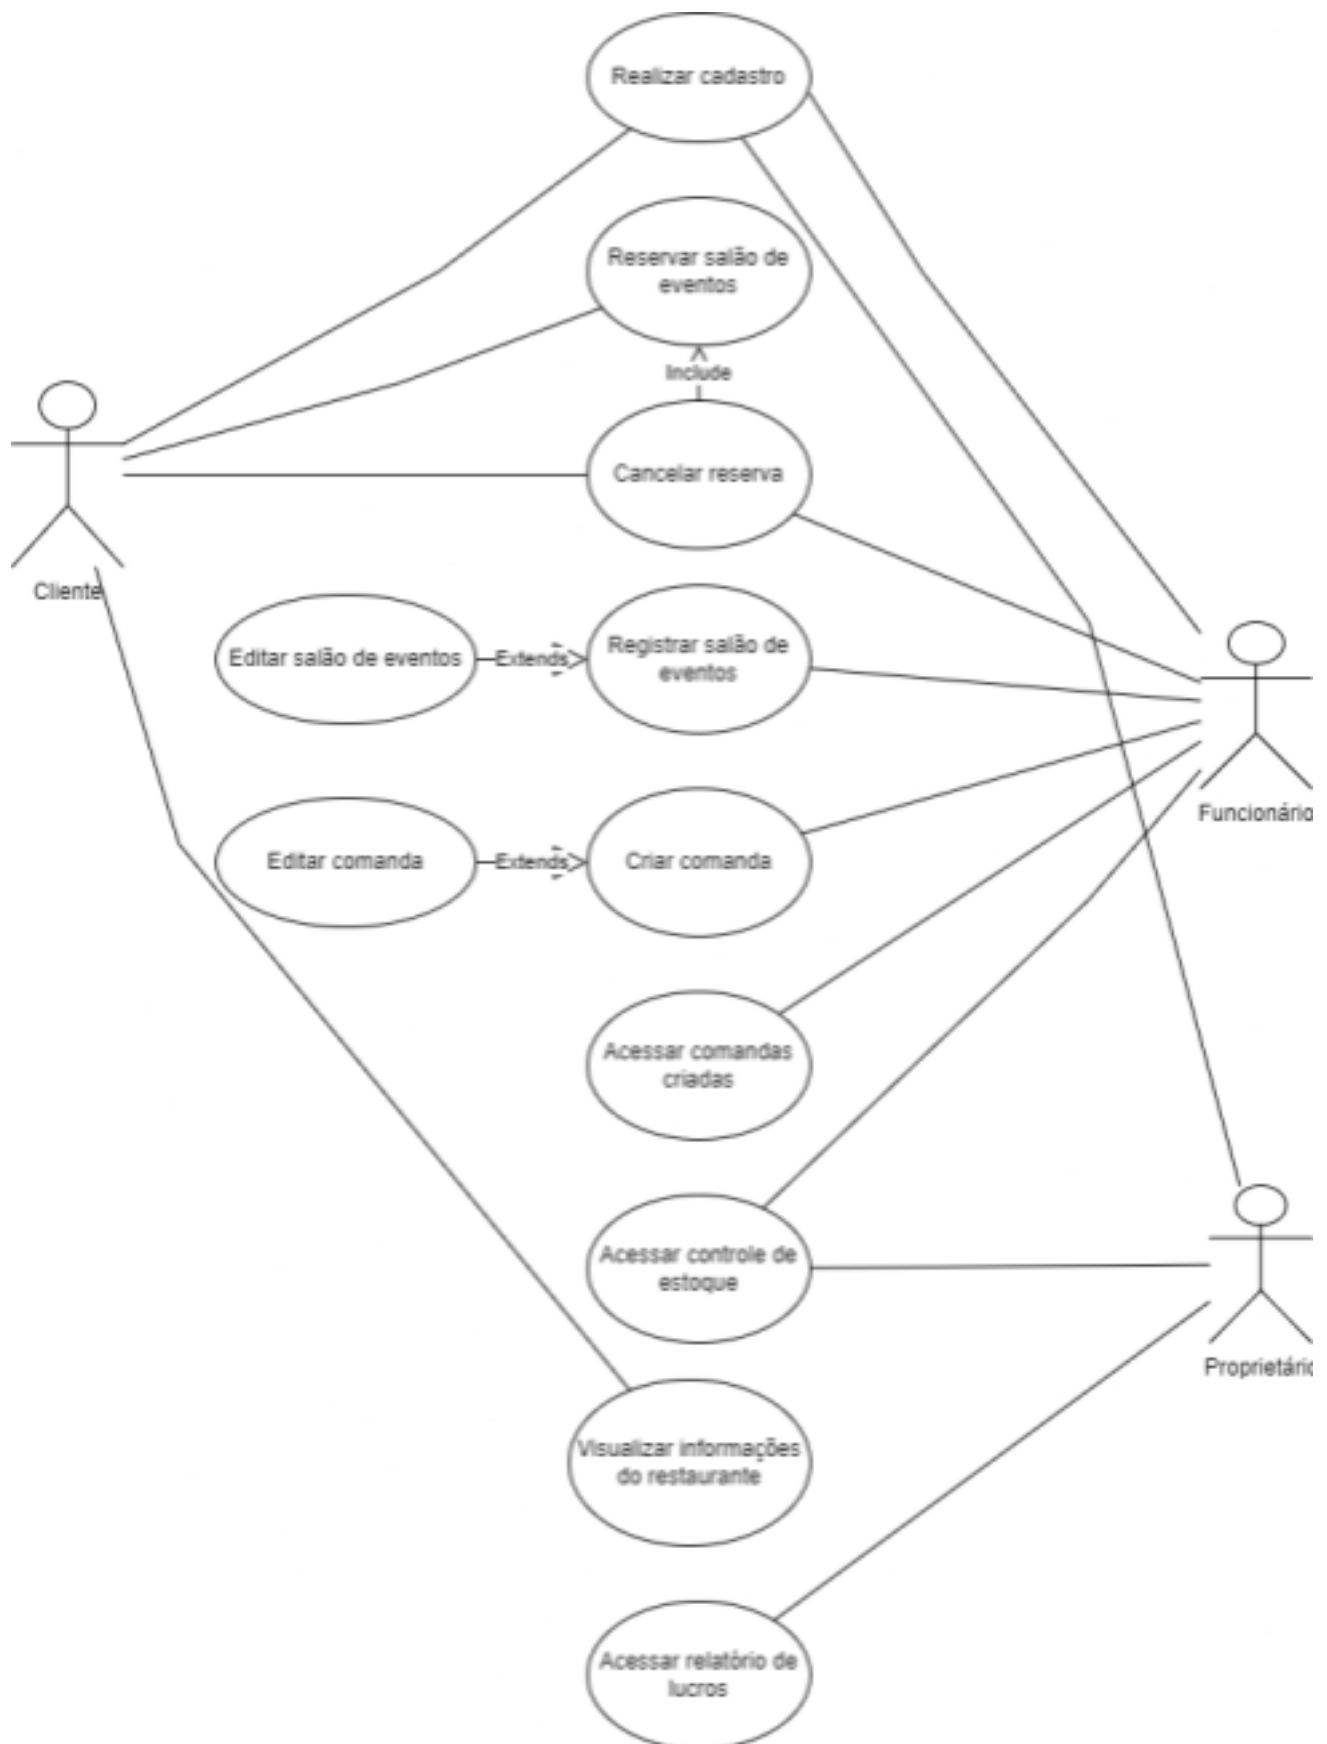 Realizar cadastro
Reservar salão de
eventos
Include
Cancelar reserva
Cliente
Editar salão de eventos
Extends
Registrar salão de
eventos
Funcionário
Editar comanda
Extends
Criar comanda
Acessar comandas
criadas
Acessar controle de
estoque
Proprietário
Visualizar informações
do restaurante
Acessar relatório de
lucros